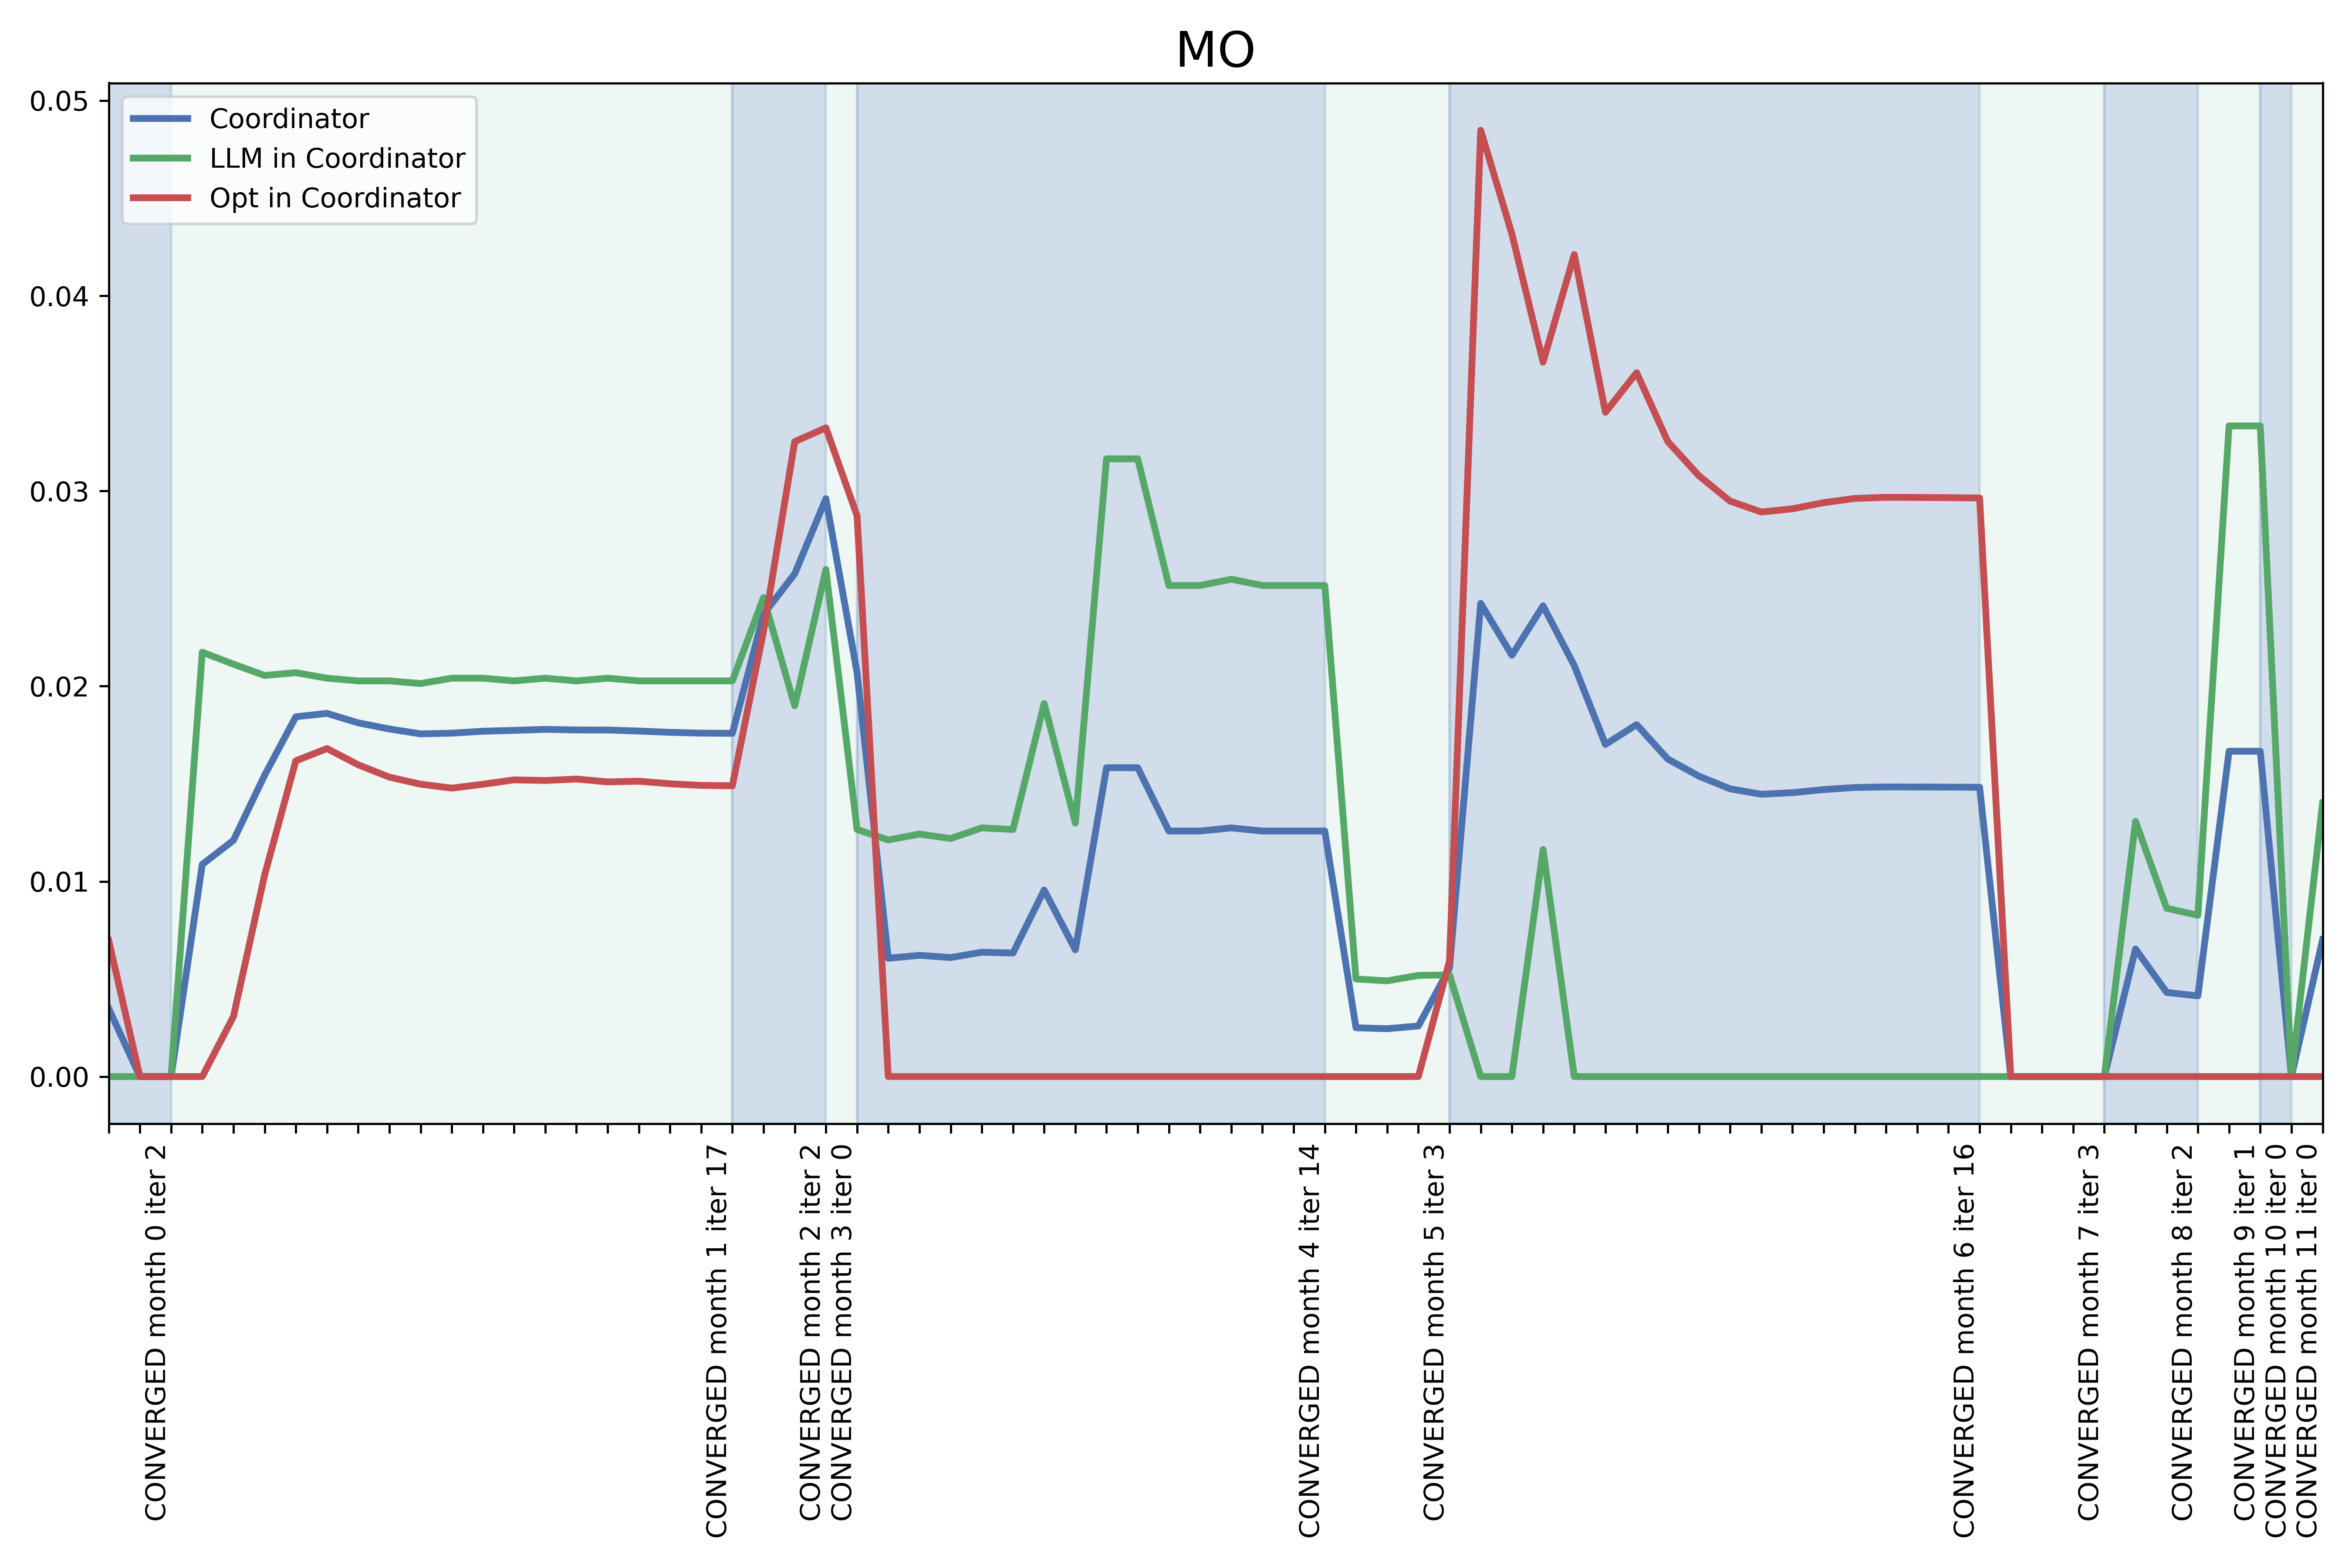 MO
0.05
0.04
0.03
0.02
0.01
0.00
Coordinator
LLM in Coordinator
Opt in Coordinator
CONVERGED month 0 iter 2
CONVERGED month 1 iter 17
CONVERGED month 2 iter 2
CONVERGED month 3 iter 0
CONVERGED month 4 iter 14
CONVERGED month 5 iter 3
CONVERGED month 6 iter 16
CONVERGED month 7 iter 3
CONVERGED month 8 iter 2
CONVERGED month 9 iter 1
CONVERGED month 10 iter 0
CONVERGED month 11 iter 0